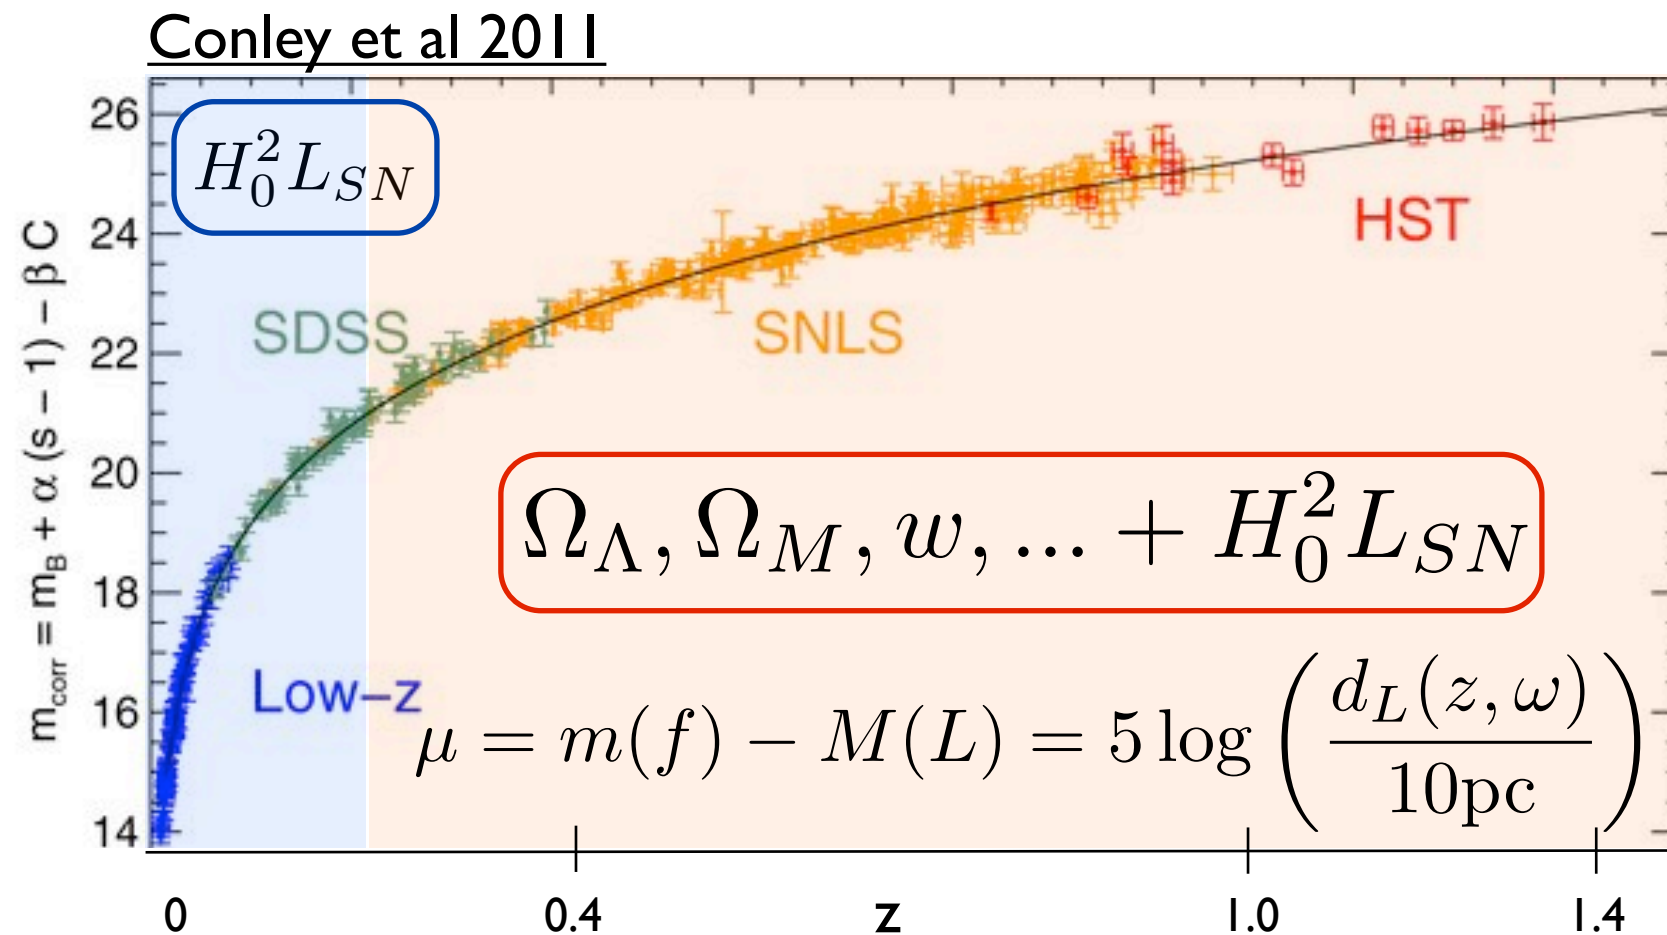 Conley et al 2011
m_corr = m_B + α (s − 1) − β C
26
24
22
20
18
16
14
H_0^2 L_{SN}
SDSS
SNLS
HST
Low−z
Ω_Λ, Ω_M, w, ... + H_0^2 L_{SN}
μ = m(f) − M(L) = 5 log ( d_L(z, ω) / 10pc )
0 0.4 z 1.0 1.4